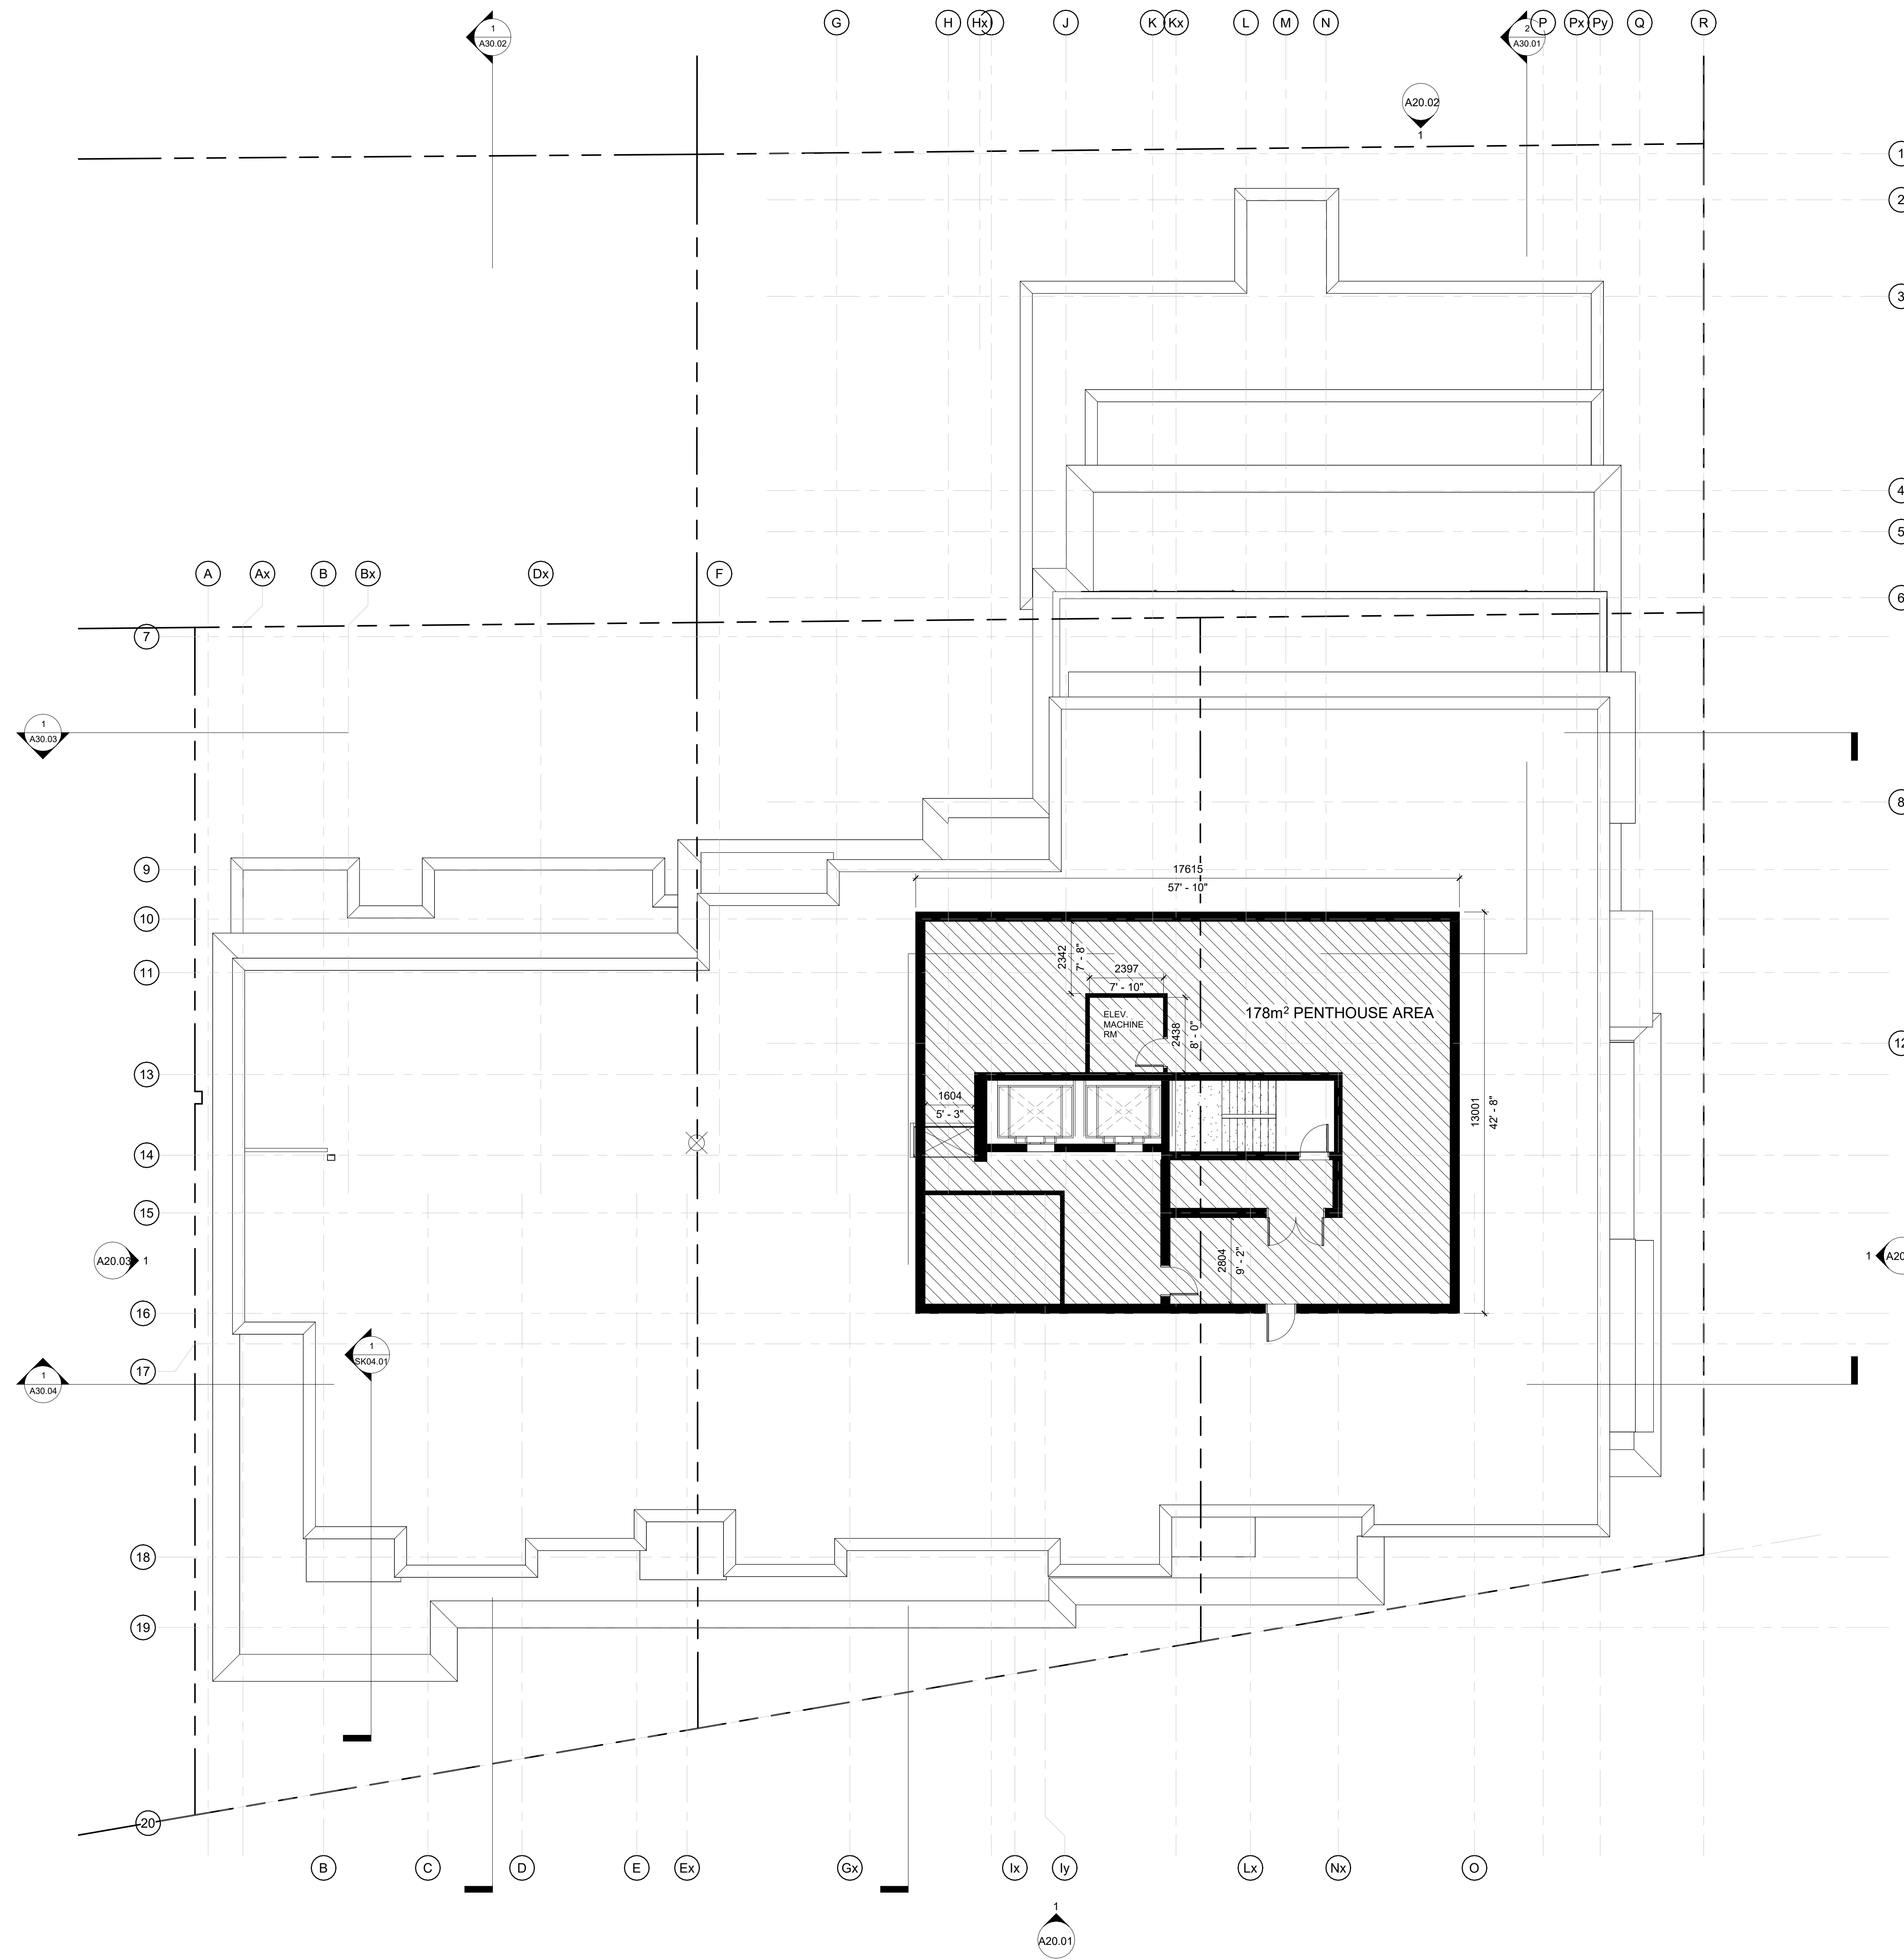 1
A30.02
G
H
Hx
J
K
Kx
L
M
N
2
A30.01
P
Px
Py
Q
R
A20.02
1
1
2
3
4
5
A
Ax
B
Bx
Dx
F
6
7
1
A30.03
8
9
17615
57' - 10"
10
11
2342
7' - 8"
2397
7' - 10"
178m² PENTHOUSE AREA
ELEV.
MACHINE
RM
2438
8' - 0"
12
13
1604
5' - 3"
13001
42' - 8"
14
15
A20.03
1
2804
9' - 2"
1
A20
16
1
SK04.01
17
1
A30.04
18
19
20
B
C
D
E
Ex
Gx
Ix
Iy
Lx
Nx
O
1
A20.01